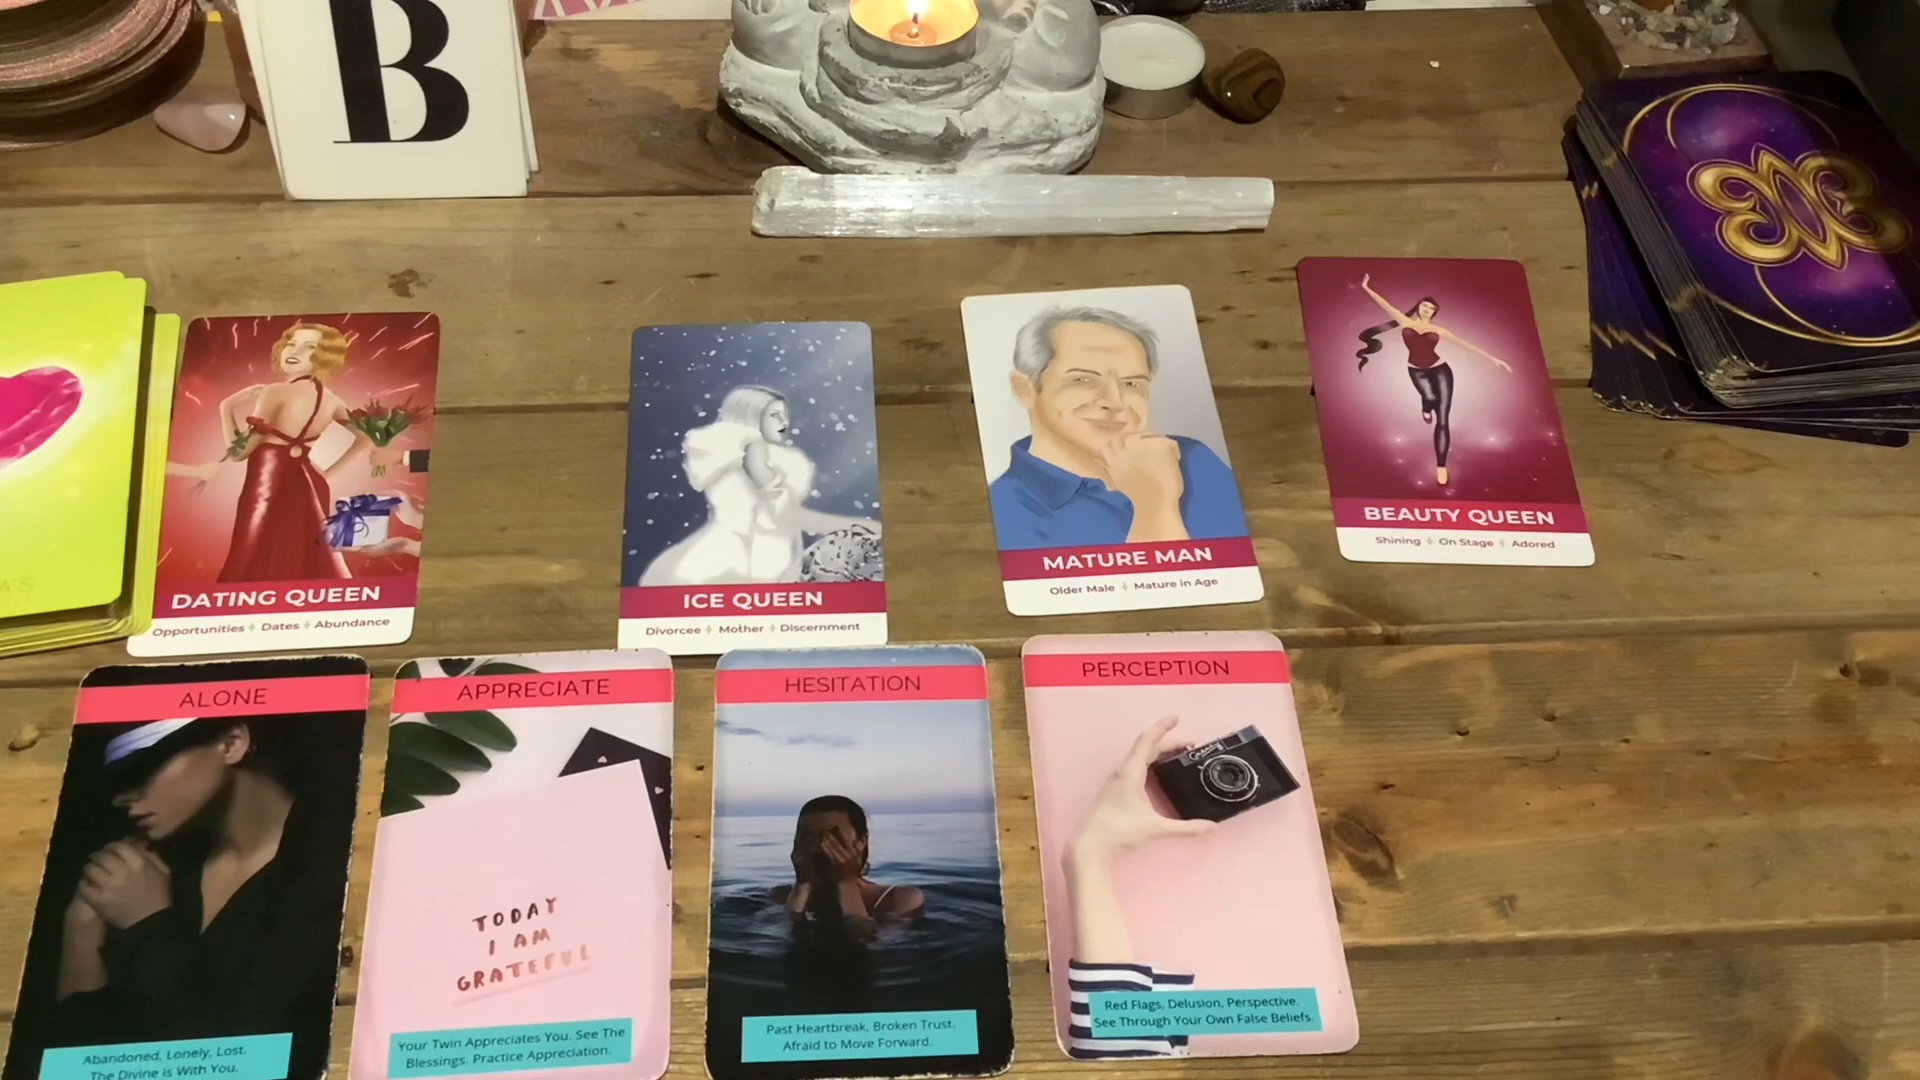 B
DATING QUEEN
Opportunities Dates Abundance
ICE QUEEN
Divorcee Mother Discernment
MATURE MAN
Older Male Mature in Age
BEAUTY QUEEN
Shining On Stage Adored
ALONE
Abandoned, Lonely, Lost.
The Divine is With You.
APPRECIATE
TODAY
I AM
GRATEFUL
Your Twin Appreciates You. See The
Blessings. Practice Appreciation.
HESITATION
Past Heartbreak, Broken Trust.
Afraid to Move Forward.
PERCEPTION
Red Flags, Delusion, Perspective.
See Through Your Own False Beliefs.